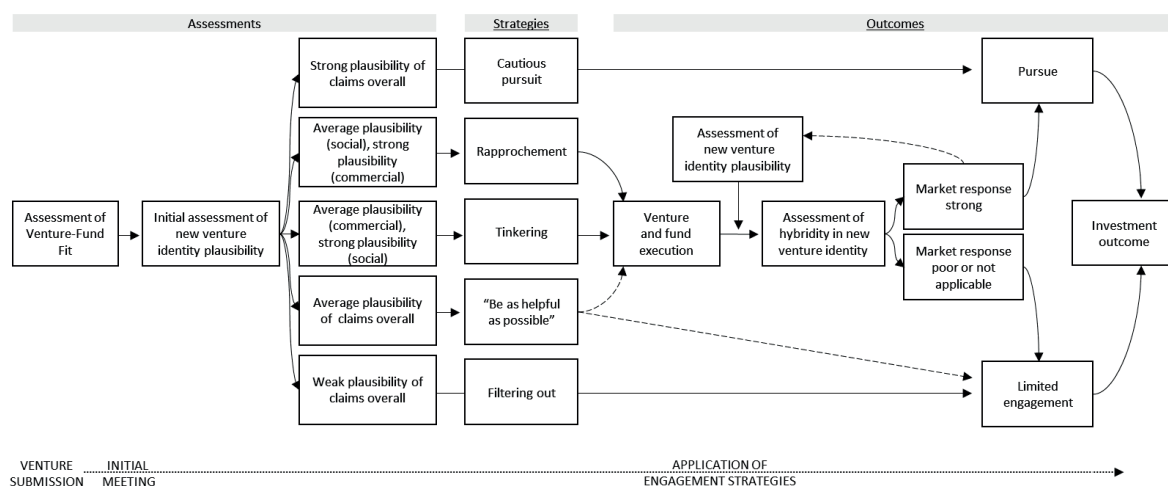 Assessments
Strategies
Outcomes
Strong plausibility of
claims overall
Cautious
pursuit
Pursue
Average plausibility
(social), strong
plausibility
(commercial)
Rapprochement
Assessment of
new venture
identity plausibility
Market response
strong
Assessment of
Venture-Fund
Fit
Initial assessment of
new venture
identity plausibility
Average plausibility
(commercial),
strong plausibility
(social)
Tinkering
Venture
and fund
execution
Assessment of
hybridity in new
venture identity
Market response
poor or not
applicable
Investment
outcome
Average plausibility
of claims overall
“Be as helpful
as possible”
Weak plausibility of
claims overall
Filtering out
Limited
engagement
VENTURE
SUBMISSION
INITIAL
MEETING
APPLICATION OF
ENGAGEMENT STRATEGIES